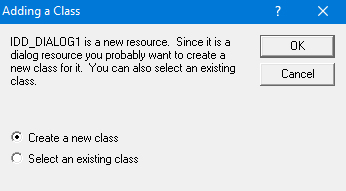 Adding a Class
IDD_DIALOG1 is a new resource.  Since it is a
dialog resource you probably want to create a
new class for it.  You can also select an existing
class.
OK
Cancel
Create a new class
Select an existing class